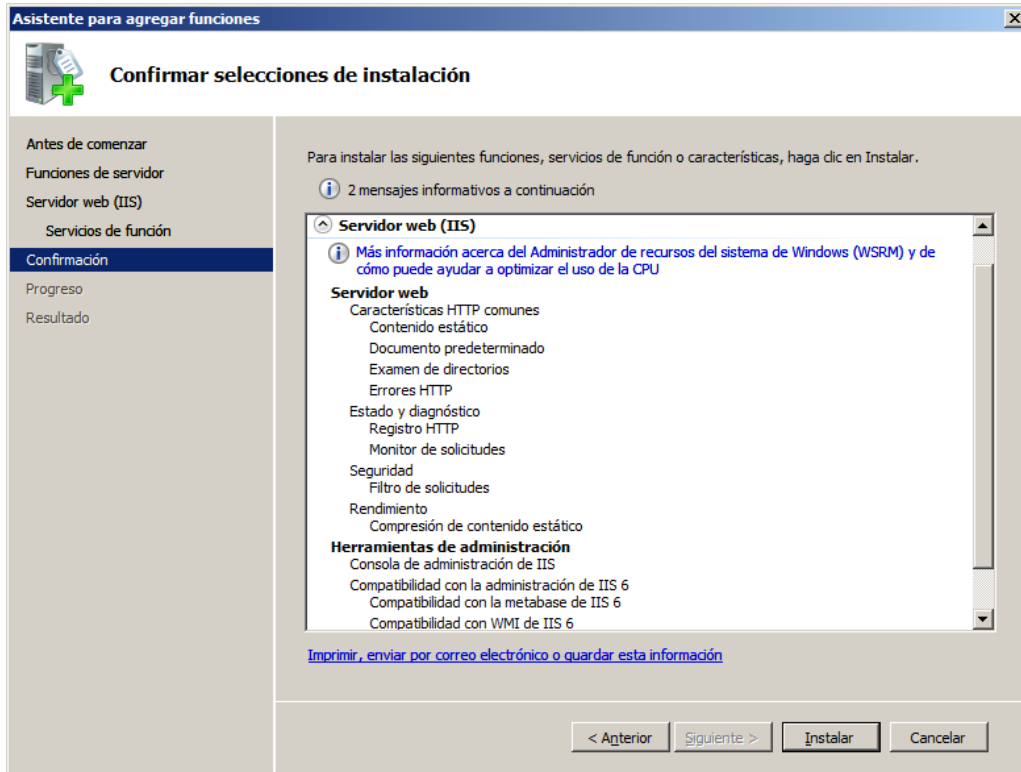 Asistente para agregar funciones
Confirmar selecciones de instalación
Antes de comenzar
Funciones de servidor
Servidor web (IIS)
Servicios de función
Confirmación
Progreso
Resultado
Para instalar las siguientes funciones, servicios de función o características, haga clic en Instalar.
2 mensajes informativos a continuación
Servidor web (IIS)
Más información acerca del Administrador de recursos del sistema de Windows (WSRM) y de
cómo puede ayudar a optimizar el uso de la CPU
Servidor web
Características HTTP comunes
Contenido estático
Documento predeterminado
Examen de directorios
Errores HTTP
Estado y diagnóstico
Registro HTTP
Monitor de solicitudes
Seguridad
Filtro de solicitudes
Rendimiento
Compresión de contenido estático
Herramientas de administración
Consola de administración de IIS
Compatibilidad con la administración de IIS 6
Compatibilidad con la metabase de IIS 6
Compatibilidad con WMI de IIS 6
Imprimir, enviar por correo electrónico o guardar esta información
< Anterior
Siguiente >
Instalar
Cancelar